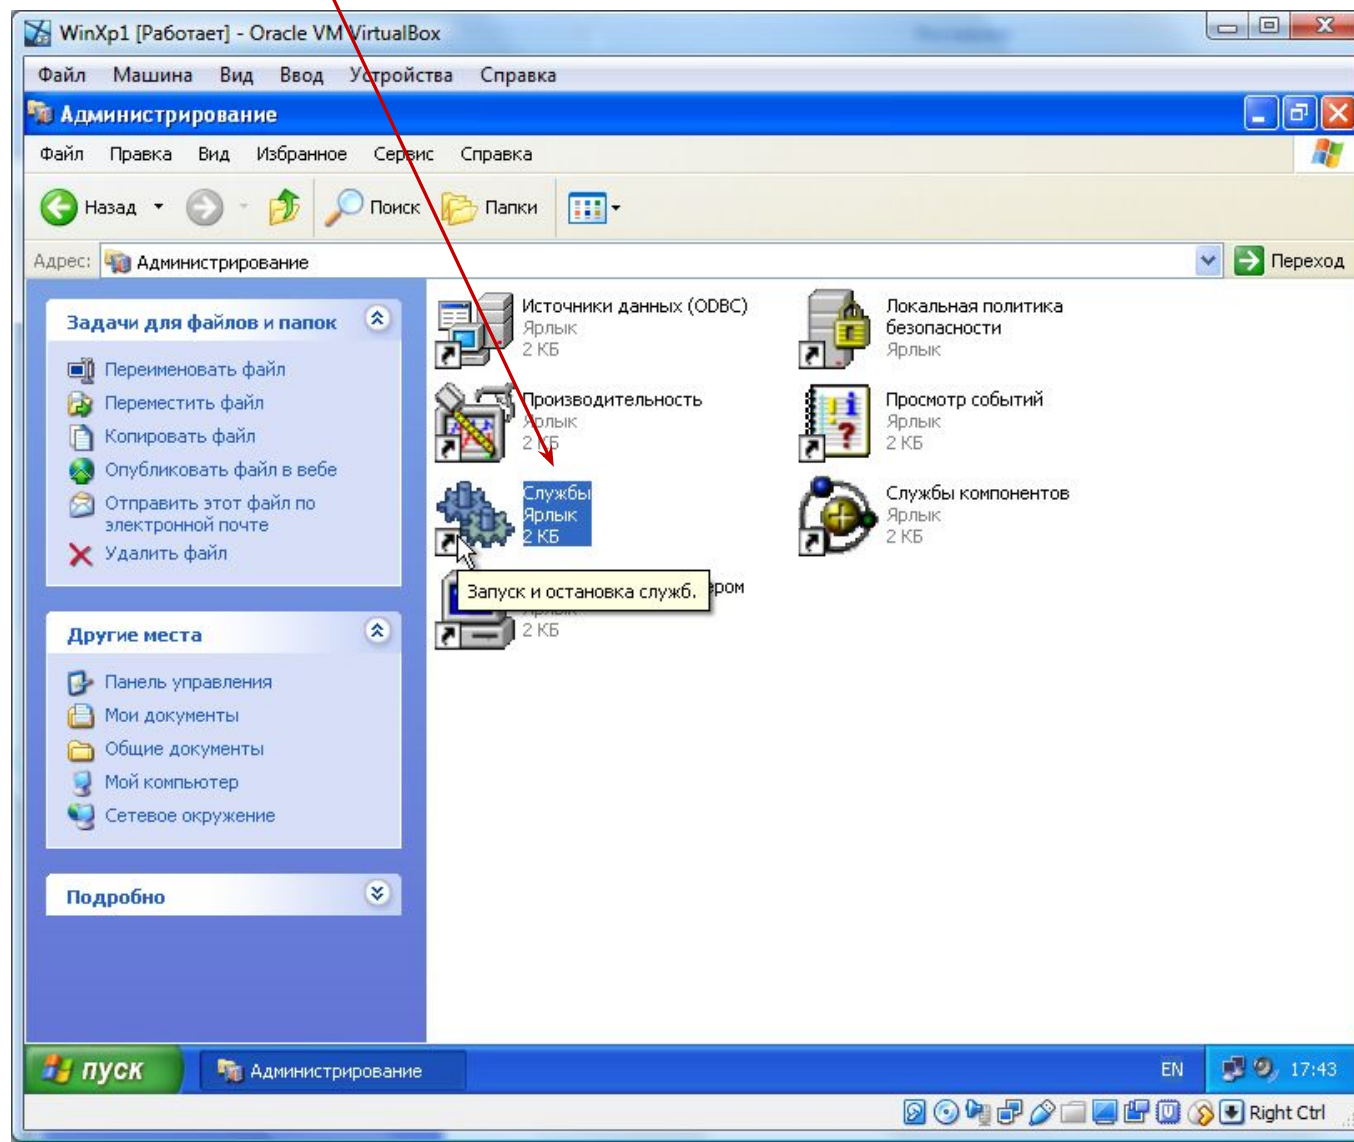 WinXp1 [Работает] - Oracle VM VirtualBox
Файл Машина Вид Ввод Устройства Справка
Администрирование
Файл Правка Вид Избранное Сервис Справка
Назад Поиск Папки
Адрес: Администрирование Переход
Задачи для файлов и папок
Переименовать файл
Переместить файл
Копировать файл
Опубликовать файл в вебе
Отправить этот файл по
электронной почте
Удалить файл
Другие места
Панель управления
Мои документы
Общие документы
Мой компьютер
Сетевое окружение
Подробно
Источники данных (ODBC)
Ярлык
2 КБ
Локальная политика
безопасности
Ярлык
Производительность
Ярлык
2 КБ
Просмотр событий
Ярлык
2 КБ
Службы
Ярлык
2 КБ
Службы компонентов
Ярлык
2 КБ
Запуск и остановка служб.
ром
2 КБ
пуск Администрирование EN 17:43
Right Ctrl